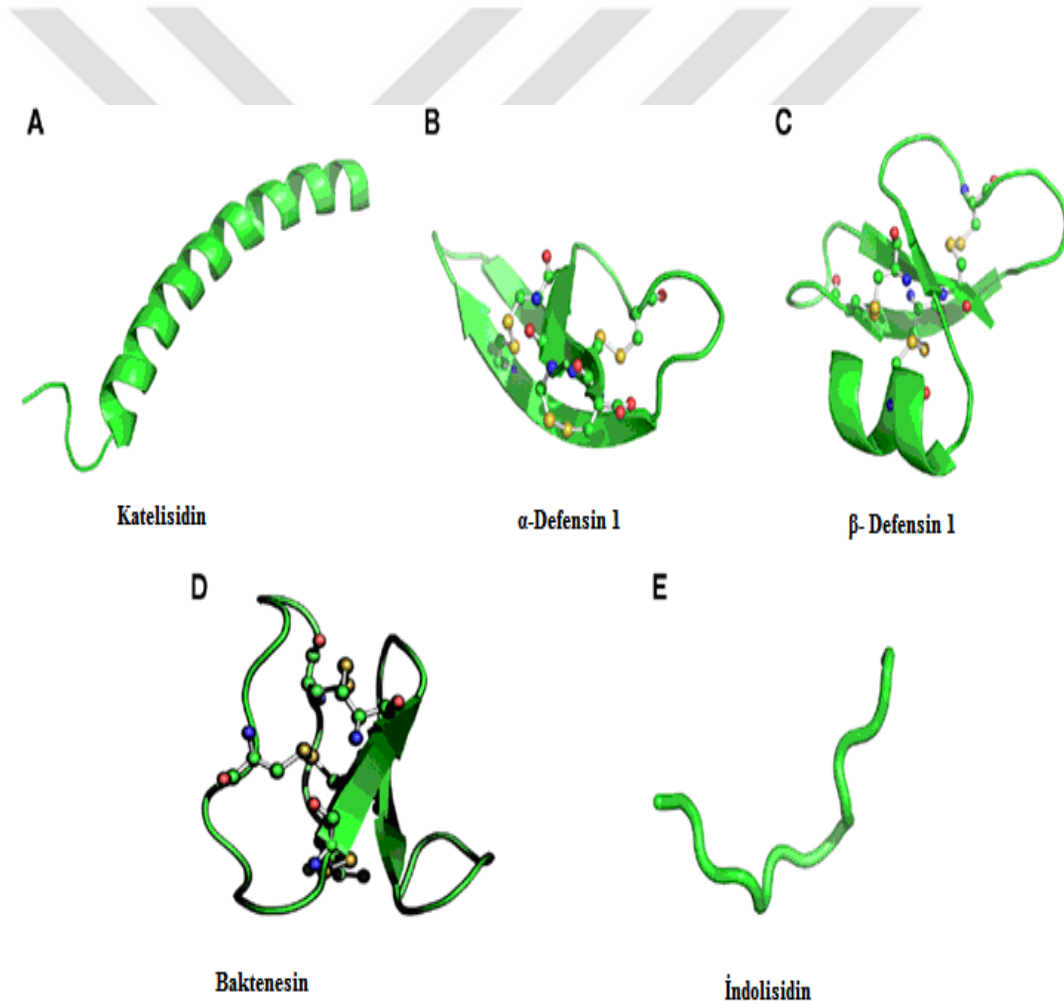 A
B
C
Katelisidin
α-Defensin 1
β- Defensin 1
D
E
Baktenesin
İndolisidin